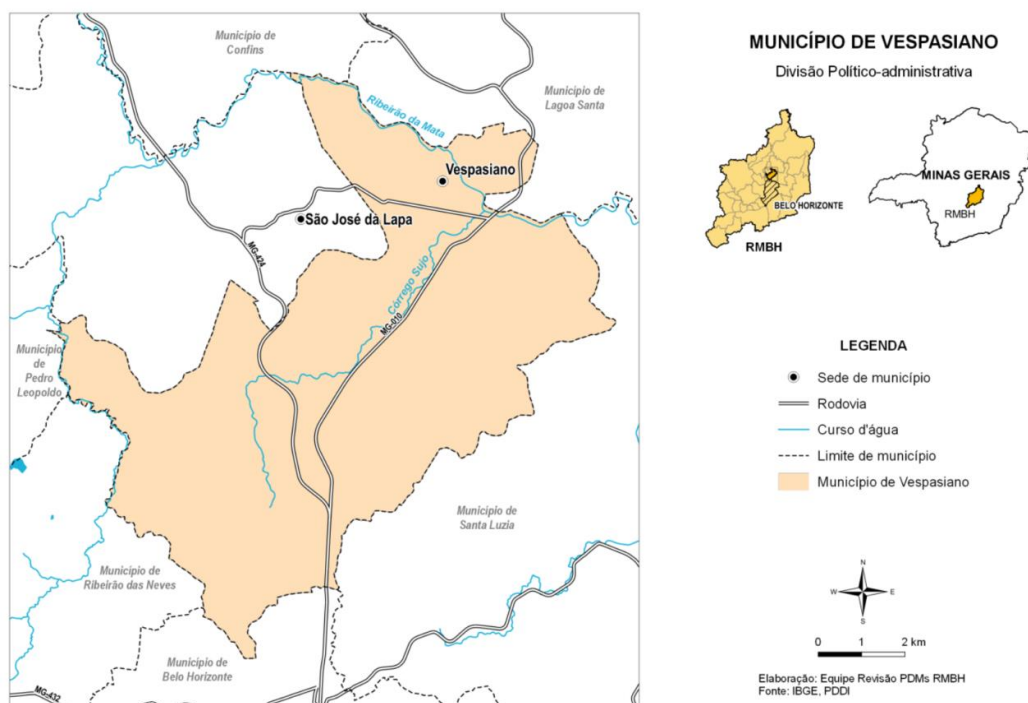 Município de
Confins
Município de
Lagoa Santa
Ribeirão da Mata
Vespasiano
São José da Lapa
MG-424
Córrego Sujo
MG-010
Município
de
Pedro
Leopoldo
Município de
Santa Luzia
Município de
Ribeirão das Neves
Município de
Belo Horizonte
MG-432
MUNICÍPIO DE VESPASIANO
Divisão Político-administrativa
BELO HORIZONTE
RMBH
MINAS GERAIS
RMBH
LEGENDA
Sede de município
Rodovia
Curso d'água
Limite de município
Município de Vespasiano
N
W
E
S
0 1 2 km
Elaboração: Equipe Revisão PDMs RMBH
Fonte: IBGE, PDDI